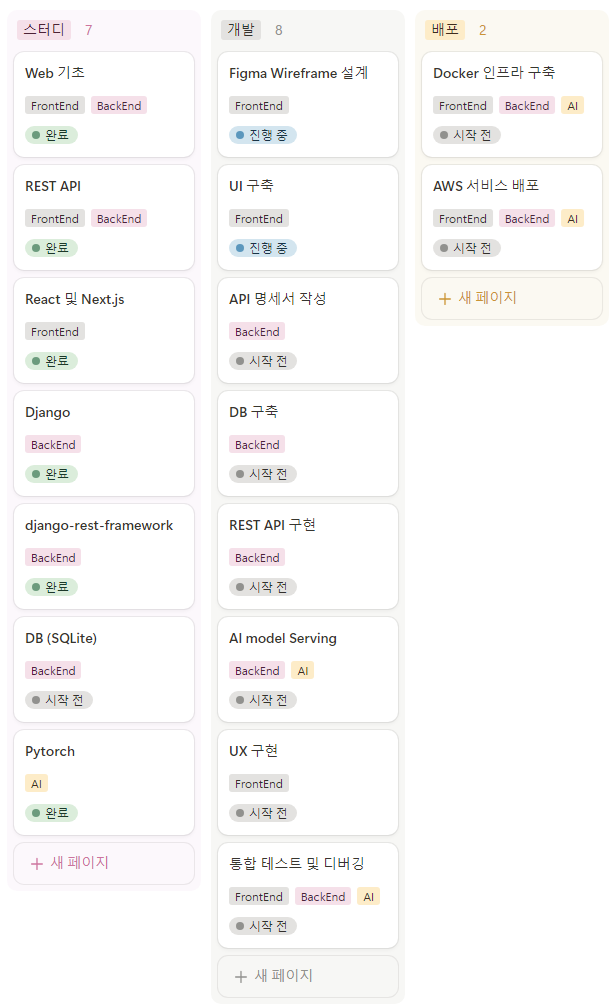 스터디 7
Web 기초
FrontEnd BackEnd
완료
REST API
FrontEnd BackEnd
완료
React 및 Next.js
FrontEnd
완료
Django
BackEnd
완료
django-rest-framework
BackEnd
완료
DB (SQLite)
BackEnd
시작 전
Pytorch
AI
완료
+ 새 페이지
개발 8
Figma Wireframe 설계
FrontEnd
진행 중
UI 구축
FrontEnd
진행 중
API 명세서 작성
BackEnd
시작 전
DB 구축
BackEnd
시작 전
REST API 구현
BackEnd
시작 전
AI model Serving
BackEnd AI
시작 전
UX 구현
FrontEnd
시작 전
통합 테스트 및 디버깅
FrontEnd BackEnd AI
시작 전
+ 새 페이지
배포 2
Docker 인프라 구축
FrontEnd BackEnd AI
시작 전
AWS 서비스 배포
FrontEnd BackEnd AI
시작 전
+ 새 페이지